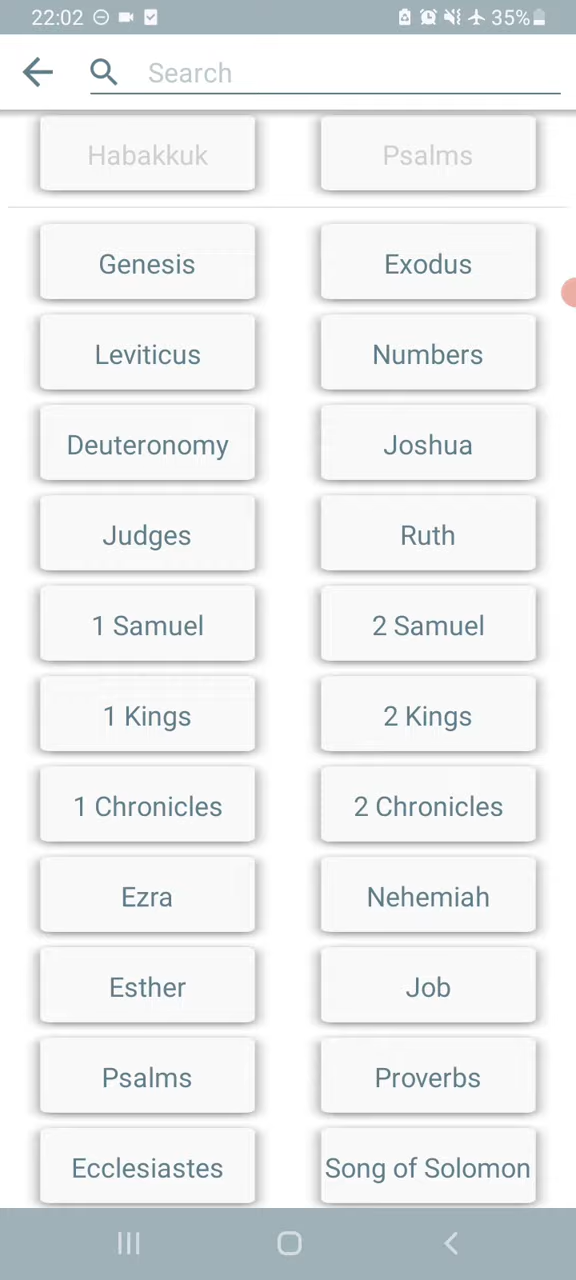 22:02 35%
Search
Habakkuk Psalms
Genesis Exodus
Leviticus Numbers
Deuteronomy Joshua
Judges Ruth
1 Samuel 2 Samuel
1 Kings 2 Kings
1 Chronicles 2 Chronicles
Ezra Nehemiah
Esther Job
Psalms Proverbs
Ecclesiastes Song of Solomon